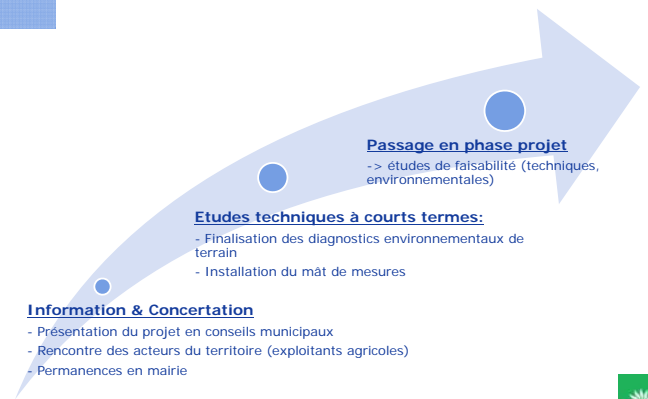 Passage en phase projet
-> études de faisabilité (techniques,
environnementales)
Etudes techniques à courts termes:
- Finalisation des diagnostics environnementaux de
terrain
- Installation du mât de mesures
Information & Concertation
- Présentation du projet en conseils municipaux
- Rencontre des acteurs du territoire (exploitants agricoles)
- Permanences en mairie